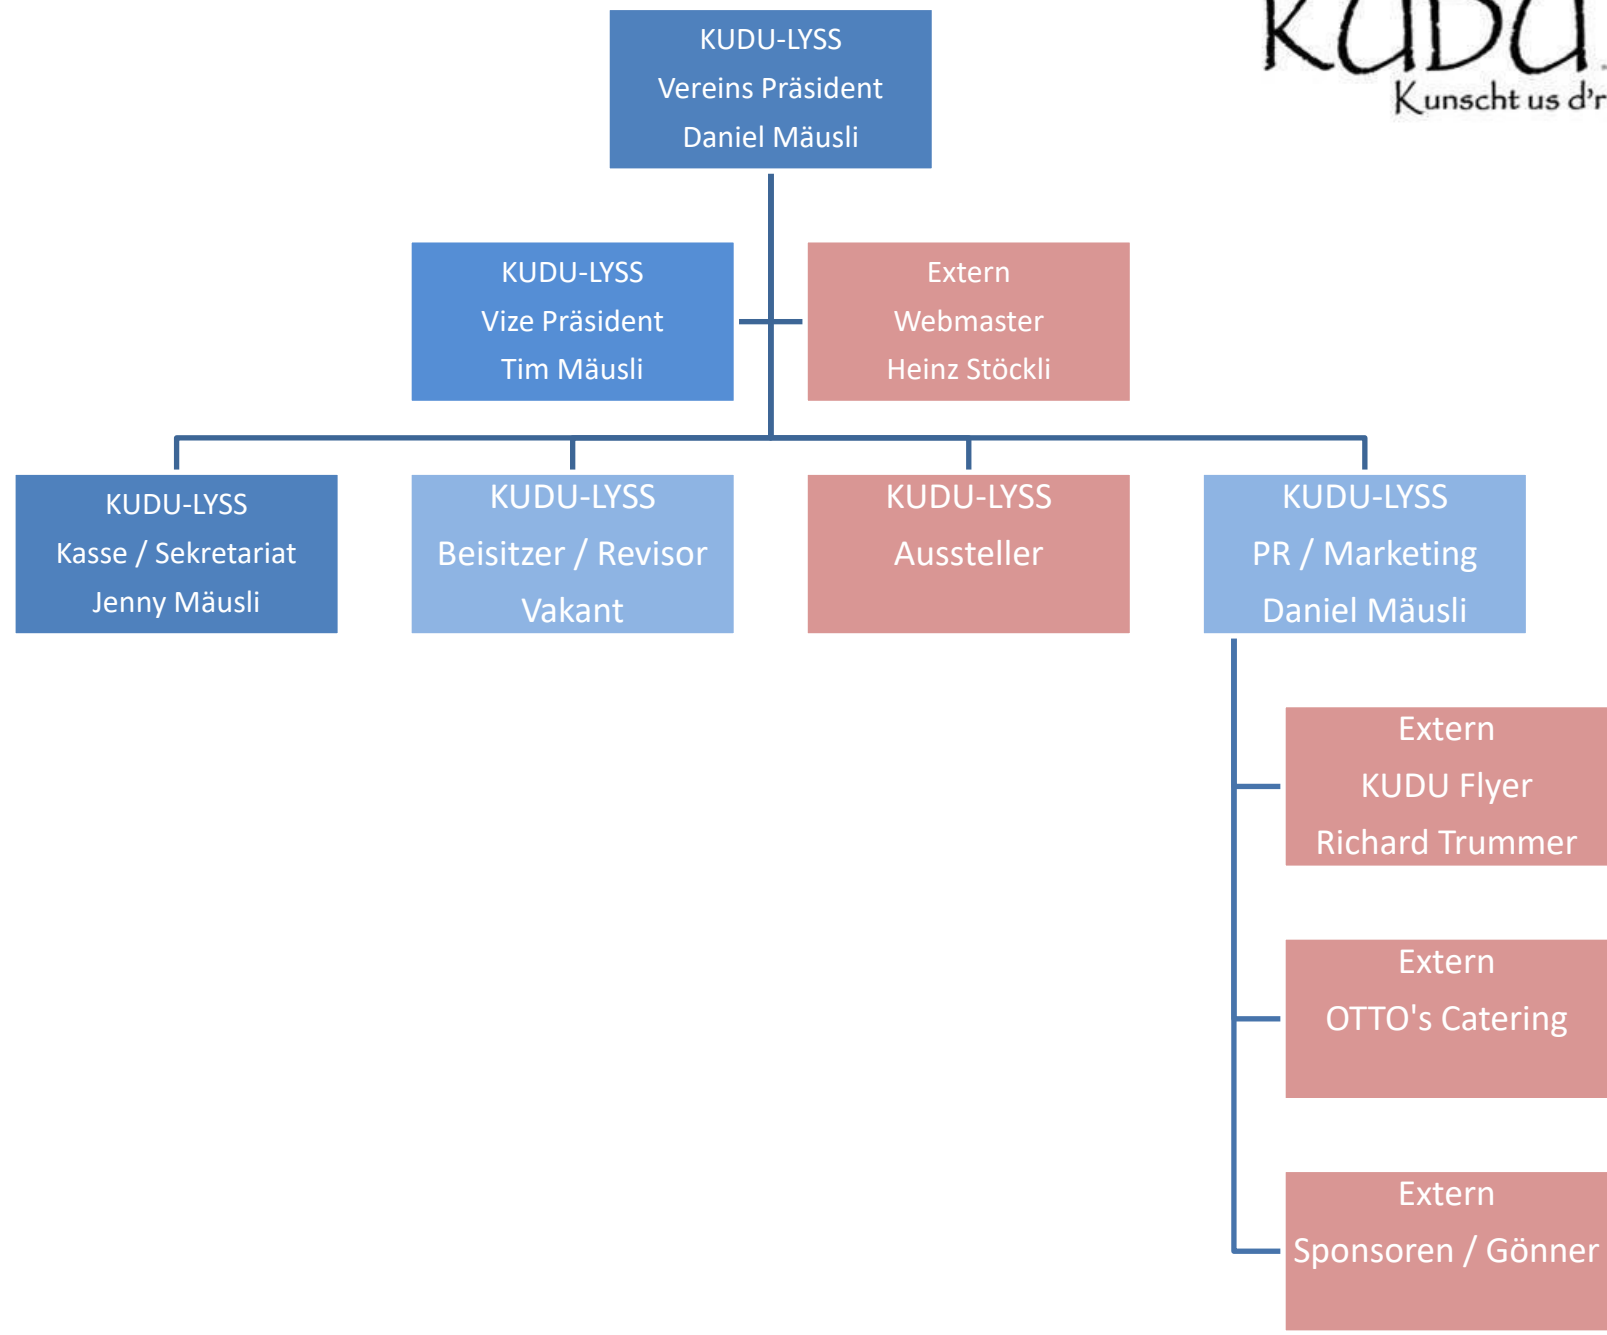 KUDU
Kunscht us d'r
KUDU-LYSS
Vereins Präsident
Daniel Mäusli
KUDU-LYSS
Vize Präsident
Tim Mäusli
Extern
Webmaster
Heinz Stöckli
KUDU-LYSS
Kasse / Sekretariat
Jenny Mäusli
KUDU-LYSS
Beisitzer / Revisor
Vakant
KUDU-LYSS
Aussteller
KUDU-LYSS
PR / Marketing
Daniel Mäusli
Extern
KUDU Flyer
Richard Trummer
Extern
OTTO's Catering
Extern
Sponsoren / Gönner